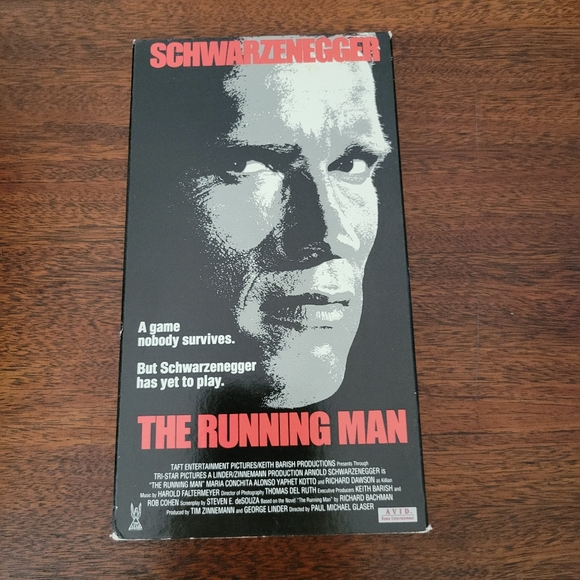 SCHWARZENEGGER
A game
nobody survives.
But Schwarzenegger
has yet to play.
THE RUNNING MAN
TAFT ENTERTAINMENT PICTURES/KEITH BARISH PRODUCTIONS Presents Through
TRI-STAR PICTURES A LINDER/ZINNEMANN PRODUCTION ARNOLD SCHWARZENEGGER in
"THE RUNNING MAN" MARIA CONCHITA ALONSO YAPHET KOTTO and RICHARD DAWSON as Killian
Music by HAROLD FALTERMEYER Director of Photography THOMAS DEL RUTH Executive Producers KEITH BARISH and
ROB COHEN Screenplay by STEVEN E. deSOUZA Based on the Novel "The Running Man" by RICHARD BACHMAN
Produced by TIM ZINNEMANN and GEORGE LINDER Directed by PAUL MICHAEL GLASER
A.V.I.D.
Home Entertainment